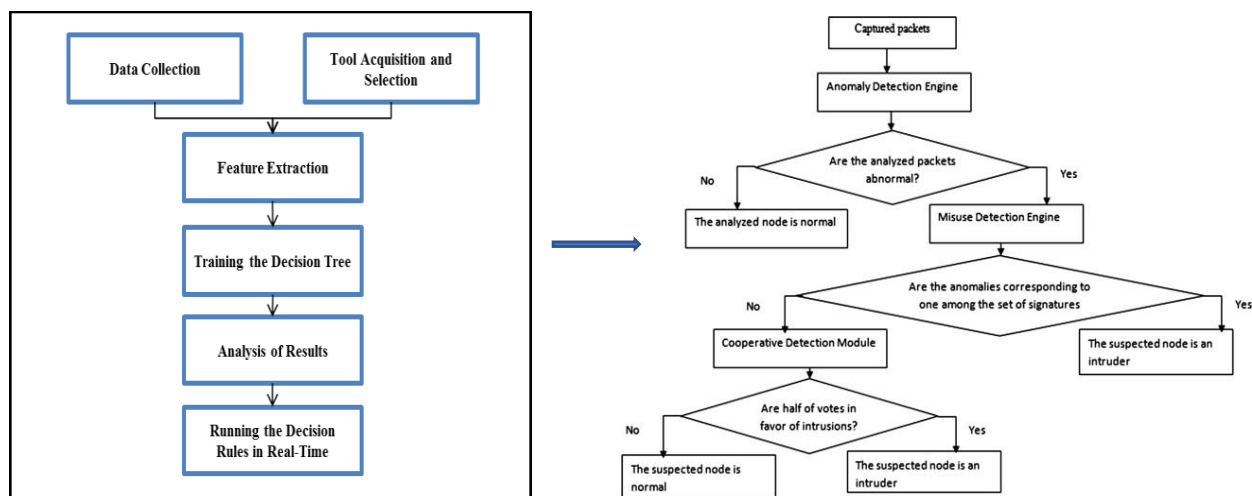 Data Collection
Tool Acquisition and
Selection
Feature Extraction
Training the Decision Tree
Analysis of Results
Running the Decision
Rules in Real-Time
Captured packets
Anomaly Detection Engine
Are the analyzed packets
abnormal?
No
Yes
The analyzed node is normal
Misuse Detection Engine
Are the anomalies corresponding to
one among the set of signatures
No
Yes
Cooperative Detection Module
The suspected node is an
intruder
Are half of votes in
favor of intrusions?
No
Yes
The suspected node is
normal
The suspected node is an
intruder